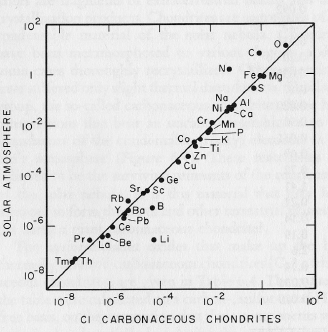 SOLAR ATMOSPHERE
10²
1
10⁻²
10⁻⁴
10⁻⁶
10⁻⁸
C O
N Fe Mg
S
Na Al
Ni Ca
Cr Mn
P
Co K
Ti
Zn
Cu
Ge
Sr Sc
Rb
B
Y Ba
Pb
Ce
Pr Be Li
La
Tm Th
10⁻⁸ 10⁻⁶ 10⁻⁴ 10⁻² 1 10²
CI CARBONACEOUS CHONDRITES